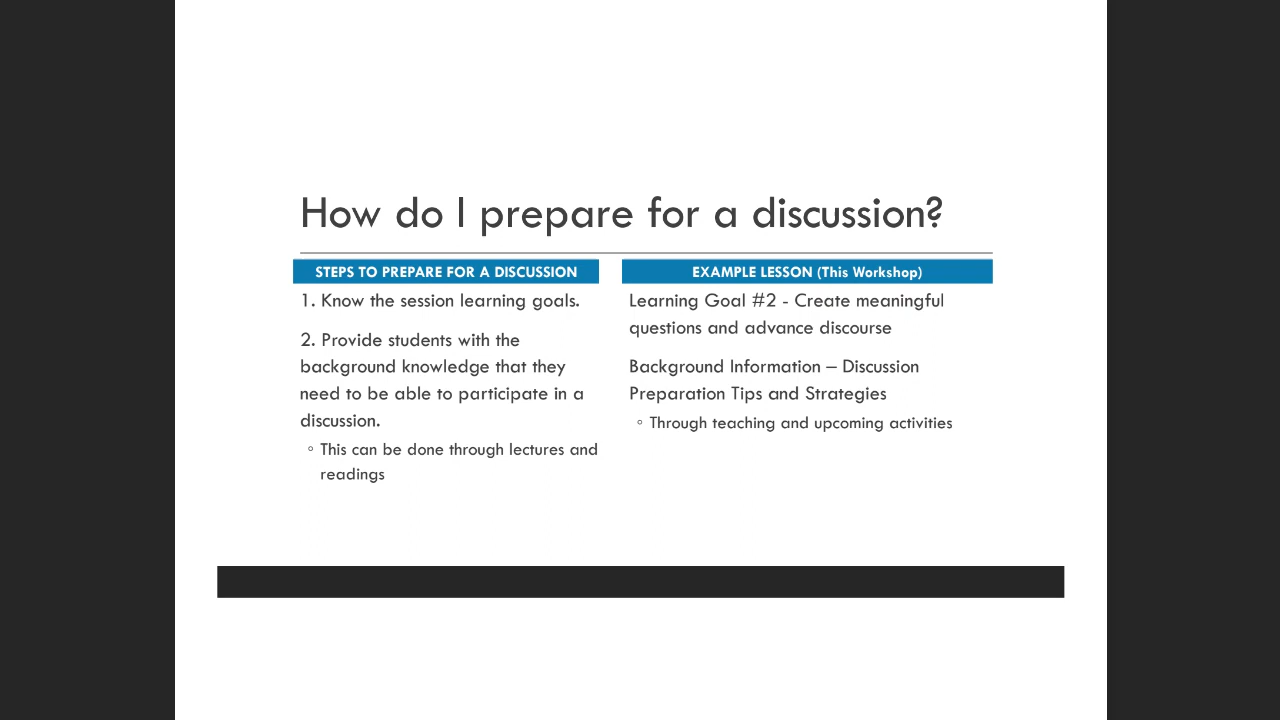 How do I prepare for a discussion?
STEPS TO PREPARE FOR A DISCUSSION
1. Know the session learning goals.
2. Provide students with the
background knowledge that they
need to be able to participate in a
discussion.
◦ This can be done through lectures and
readings
EXAMPLE LESSON (This Workshop)
Learning Goal #2 - Create meaningful
questions and advance discourse
Background Information – Discussion
Preparation Tips and Strategies
◦ Through teaching and upcoming activities